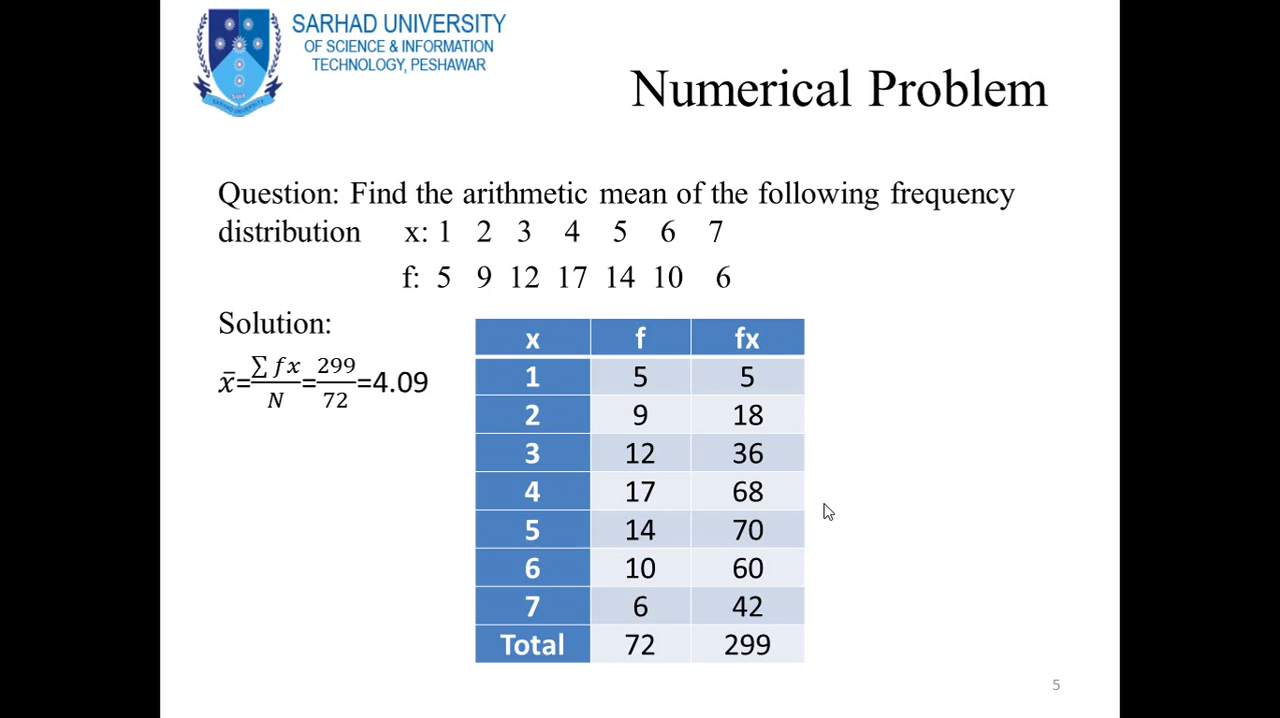 SARHAD UNIVERSITY
OF SCIENCE & INFORMATION
TECHNOLOGY, PESHAWAR
Numerical Problem
Question: Find the arithmetic mean of the following frequency
distribution x: 1 2 3 4 5 6 7
f: 5 9 12 17 14 10 6
Solution:
x̄=∑fx/N=299/72=4.09
x f fx
1 5 5
2 9 18
3 12 36
4 17 68
5 14 70
6 10 60
7 6 42
Total 72 299
5